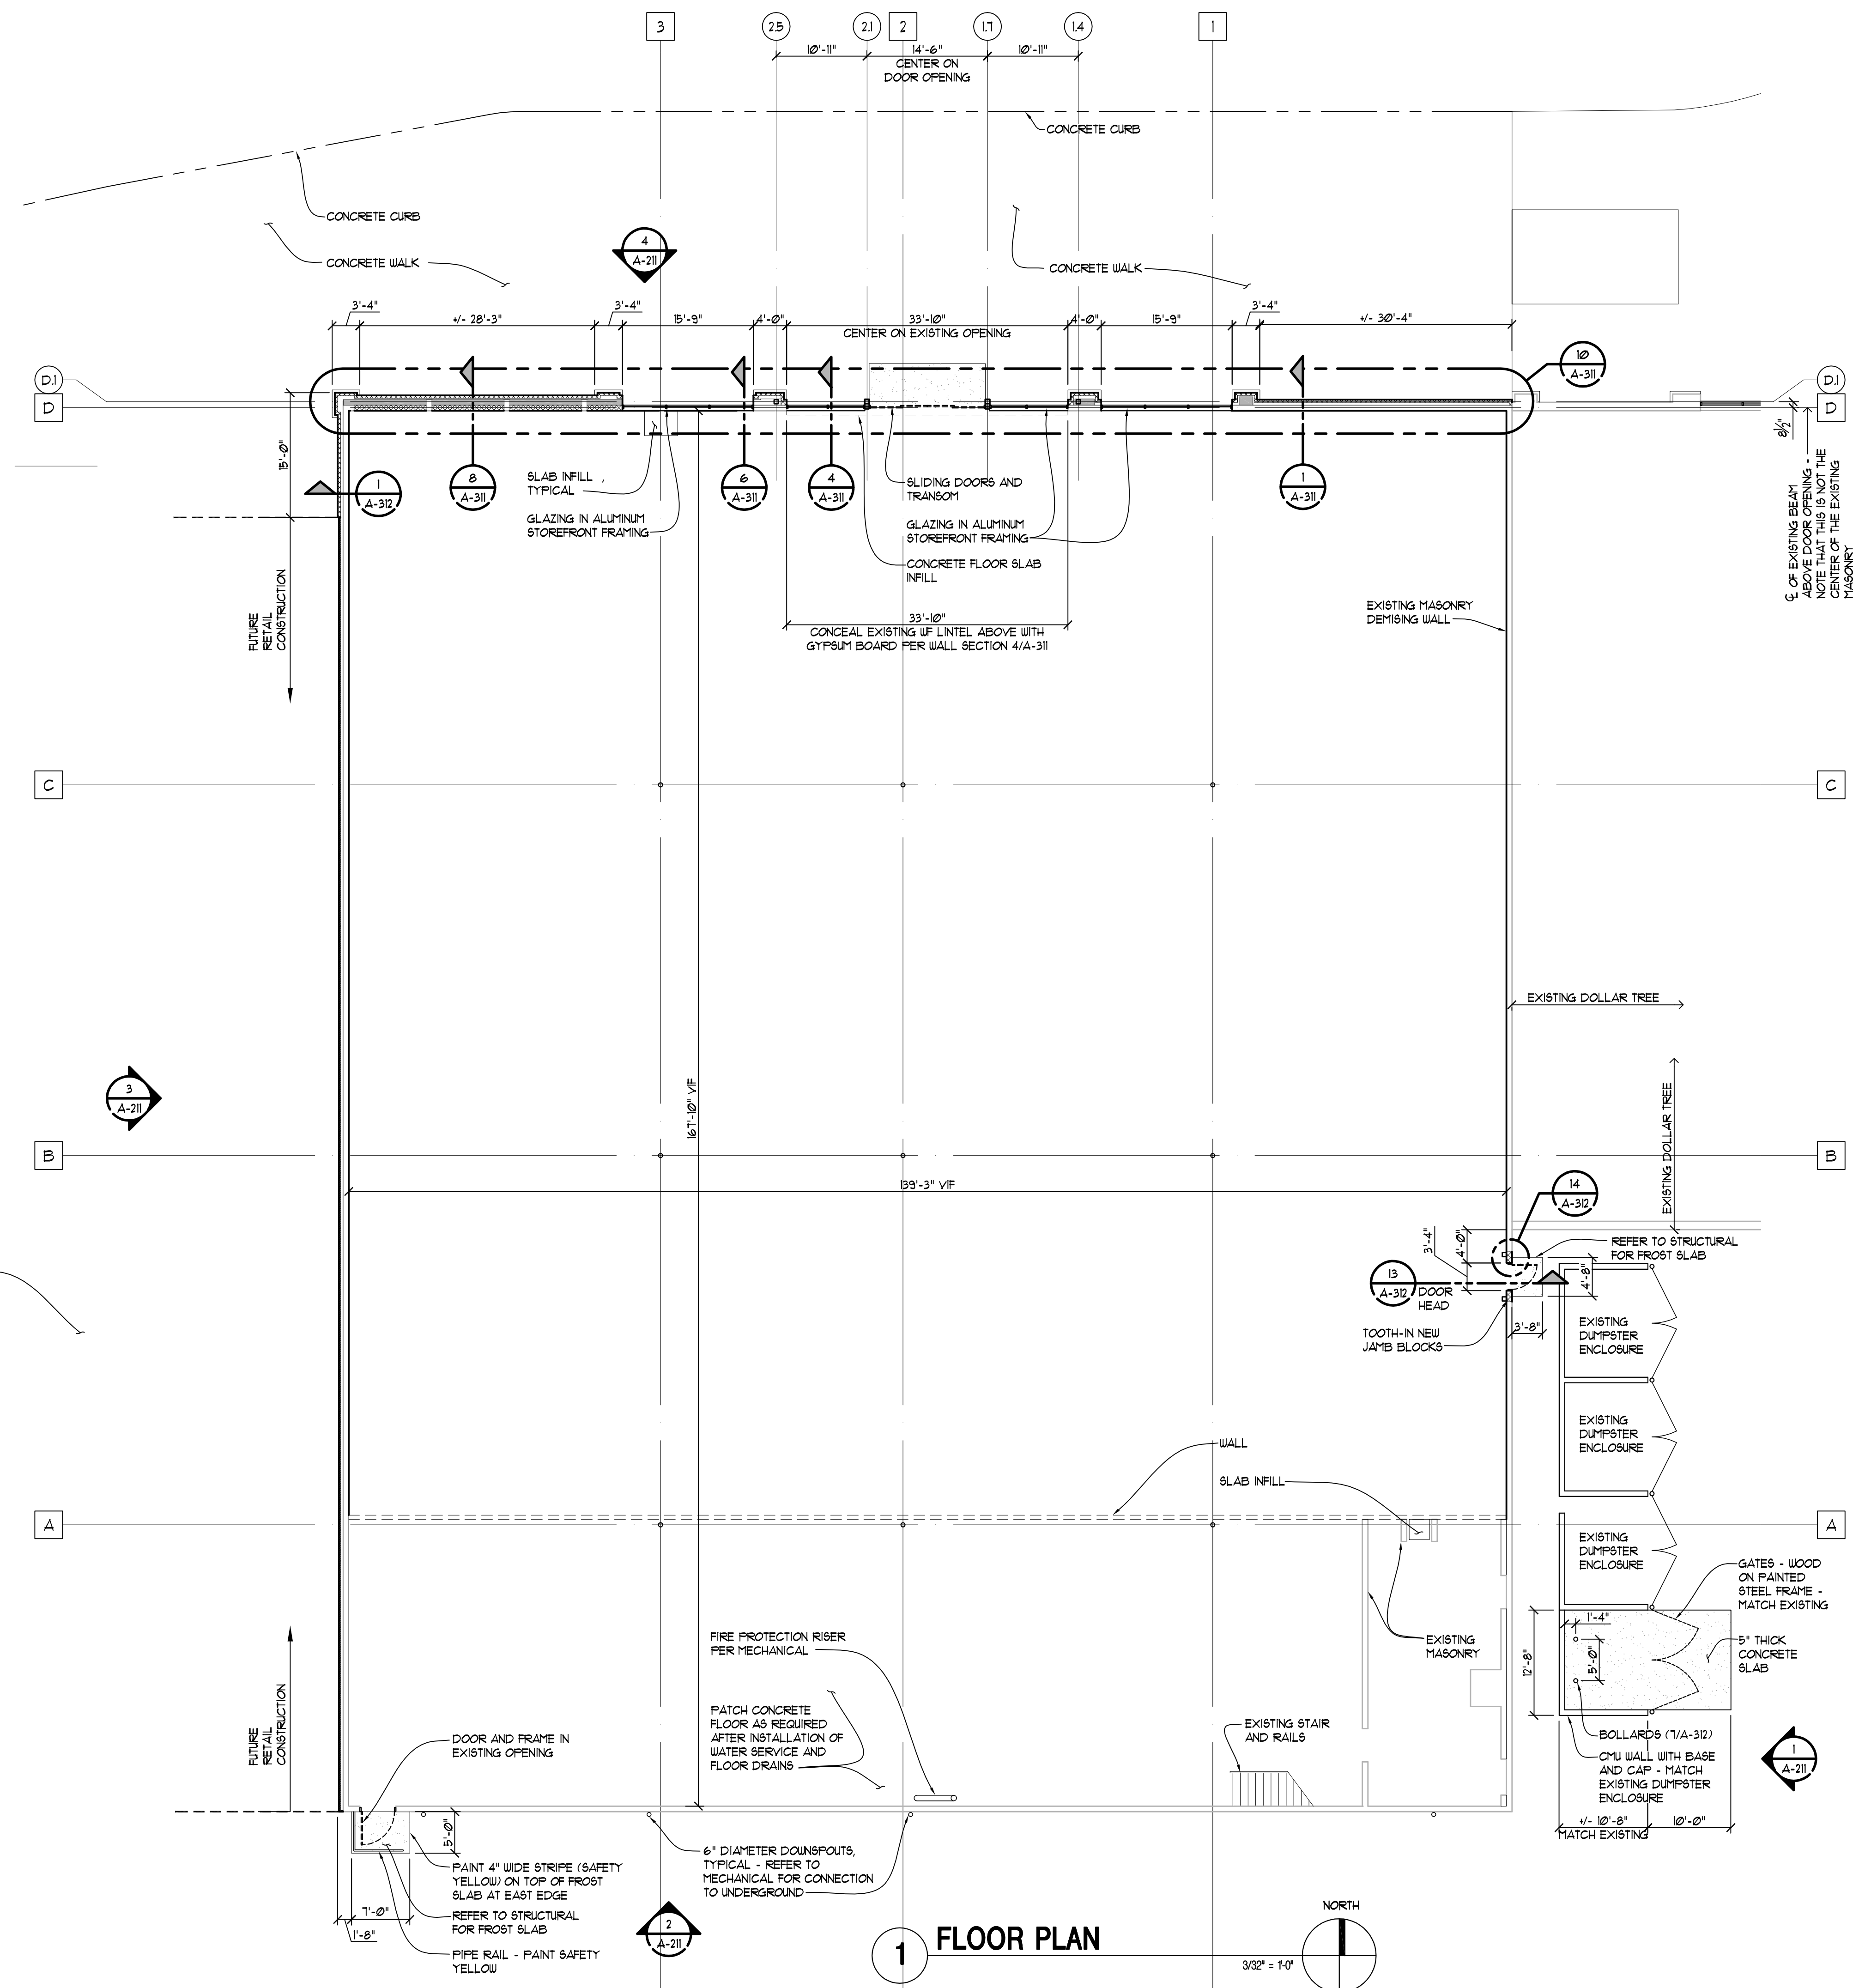 3
2.5
2.1
2
1.7
1.4
1
10'-11"
14'-6"
10'-11"
CENTER ON
DOOR OPENING
CONCRETE CURB
CONCRETE CURB
CONCRETE WALK
4
A-211
CONCRETE WALK
3'-4"
+/- 28'-3"
3'-4"
15'-9"
4'-0"
33'-10"
CENTER ON EXISTING OPENING
4'-0"
15'-9"
3'-4"
+/- 30'-4"
10
A-311
D.1
D
D.1
D
8½"
℄ OF EXISTING BEAM
ABOVE DOOR OPENING -
NOTE THAT THIS IS NOT THE
CENTER OF THE EXISTING
MASONRY
15'-0"
1
A-312
8
A-311
SLAB INFILL ,
TYPICAL
GLAZING IN ALUMINUM
STOREFRONT FRAMING
6
A-311
4
A-311
SLIDING DOORS AND
TRANSOM
GLAZING IN ALUMINUM
STOREFRONT FRAMING
CONCRETE FLOOR SLAB
INFILL
1
A-311
FUTURE
RETAIL
CONSTRUCTION
33'-10"
CONCEAL EXISTING WF LINTEL ABOVE WITH
GYPSUM BOARD PER WALL SECTION 4/A-311
EXISTING MASONRY
DEMISING WALL
C
C
EXISTING DOLLAR TREE
3
A-211
167'-10" VIF
EXISTING DOLLAR TREE
B
B
139'-3" VIF
14
A-312
3'-4"
4'-0"
REFER TO STRUCTURAL
FOR FROST SLAB
13
A-312
DOOR
HEAD
4'-8"
3'-8"
TOOTH-IN NEW
JAMB BLOCKS
EXISTING
DUMPSTER
ENCLOSURE
EXISTING
DUMPSTER
ENCLOSURE
WALL
SLAB INFILL
A
A
EXISTING
DUMPSTER
ENCLOSURE
GATES - WOOD
ON PAINTED
STEEL FRAME -
MATCH EXISTING
1'-4"
5'-0"
12'-8"
5" THICK
CONCRETE
SLAB
FIRE PROTECTION RISER
PER MECHANICAL
EXISTING
MASONRY
FUTURE
RETAIL
CONSTRUCTION
DOOR AND FRAME IN
EXISTING OPENING
PATCH CONCRETE
FLOOR AS REQUIRED
AFTER INSTALLATION OF
WATER SERVICE AND
FLOOR DRAINS
EXISTING STAIR
AND RAILS
BOLLARDS (7/A-312)
CMU WALL WITH BASE
AND CAP - MATCH
EXISTING DUMPSTER
ENCLOSURE
1
A-211
+/- 10'-8"
MATCH EXISTING
10'-0"
5'-0"
PAINT 4" WIDE STRIPE (SAFETY
YELLOW) ON TOP OF FROST
SLAB AT EAST EDGE
REFER TO STRUCTURAL
FOR FROST SLAB
PIPE RAIL - PAINT SAFETY
YELLOW
7'-0"
1'-8"
6" DIAMETER DOWNSPOUTS,
TYPICAL - REFER TO
MECHANICAL FOR CONNECTION
TO UNDERGROUND
2
A-211
1
FLOOR PLAN
3/32" = 1'-0"
NORTH